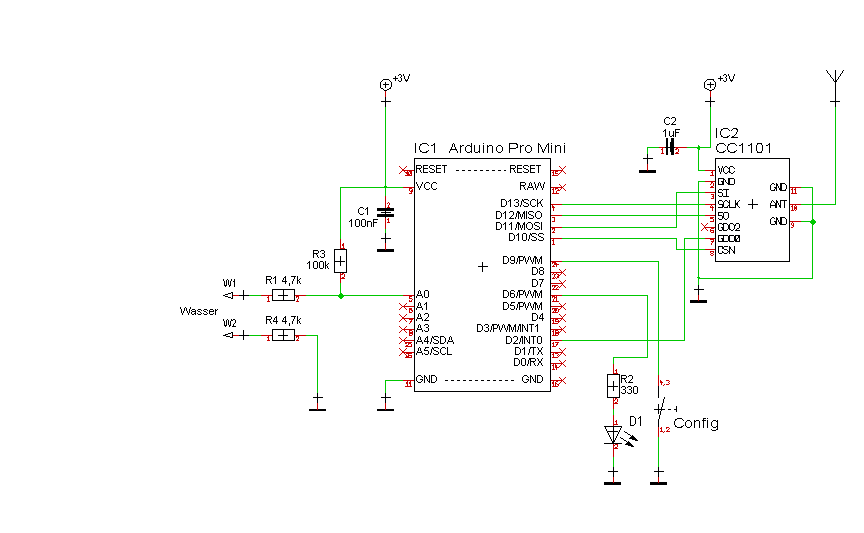 +3V
+3V
C2
1uF
IC1 Arduino Pro Mini
IC2
CC1101
RESET RESET
VCC
RAW
C1
100nF
D13/SCK
D12/MISO
D11/MOSI
D10/SS
VCC
GND
SI
SCLK
SO
GDO2
GDO0
CSN
GND
ANT
GND
R3
100k
D9/PWM
D8
D7
W1
R1 4,7k
A0
D6/PWM
Wasser
A1
D5/PWM
W2
R4 4,7k
A2
D4
A3
D3/PWM/INT1
A4/SDA
D2/INT0
A5/SCL
D1/TX
D0/RX
GND GND
R2
330
D1
Config